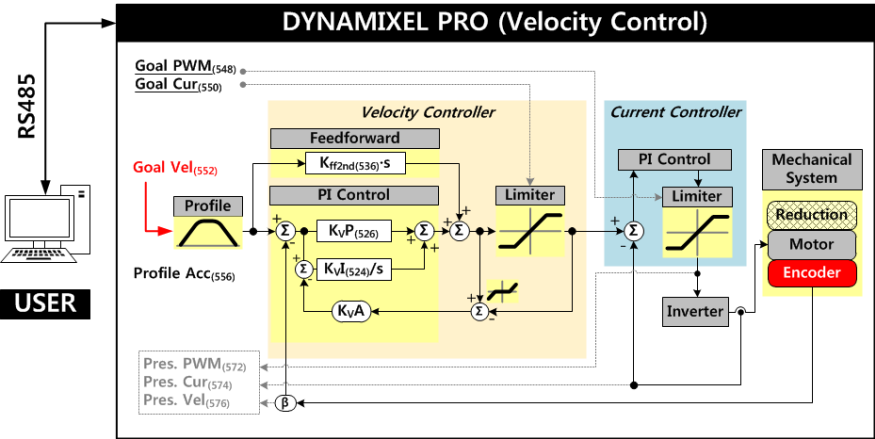 DYNAMIXEL PRO (Velocity Control)
RS485
Goal PWM(548)
Goal Cur(550)
Velocity Controller
Current Controller
Feedforward
Kff2nd(536)·s
PI Control
Mechanical
System
Goal Vel(552)
PI Control
Limiter
Profile
Limiter
Reduction
+
Σ
-
KVP(526)
+
Σ
+
+
+
Σ
+
Σ
-
Motor
+
Σ
-
KVI(524)/s
Encoder
Profile Acc(556)
KVA
+
Σ
-
Inverter
USER
Pres. PWM(572)
Pres. Cur(574)
Pres. Vel(576)
β